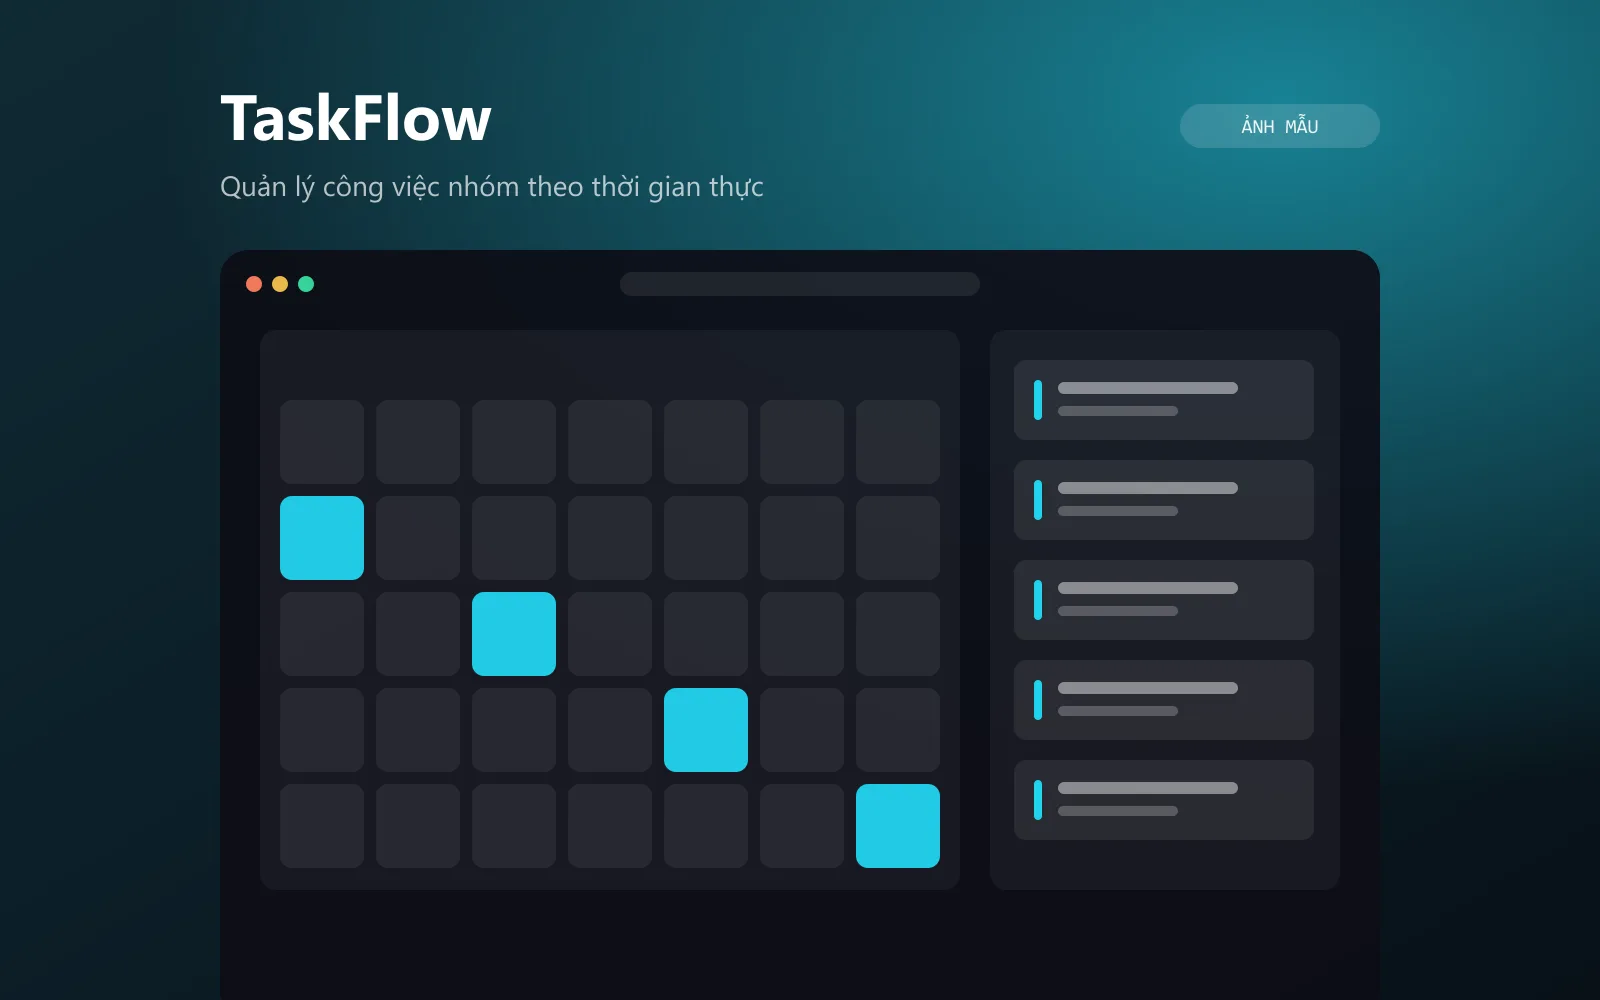 TaskFlow
ẢNH MẪU
Quản lý công việc nhóm theo thời gian thực